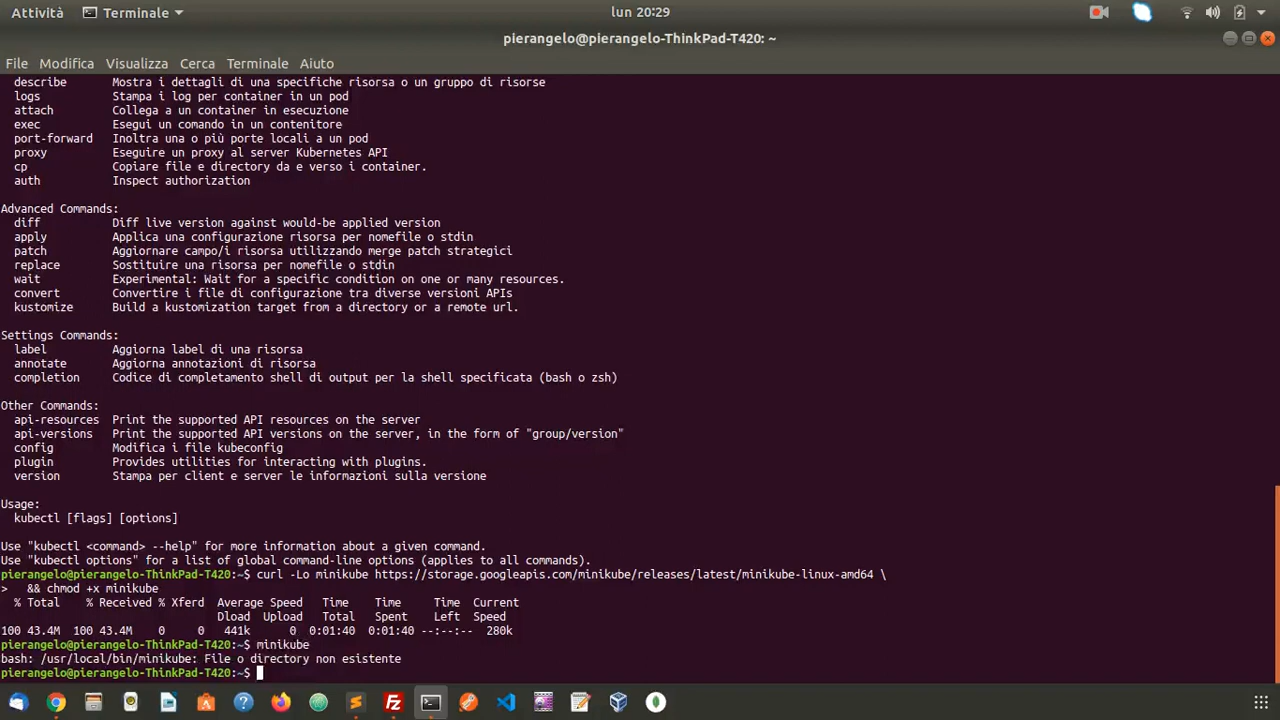 Attività Terminale lun 20:29
pierangelo@pierangelo-ThinkPad-T420: ~
File Modifica Visualizza Cerca Terminale Aiuto
describe Mostra i dettagli di una specifiche risorsa o un gruppo di risorse
logs Stampa i log per container in un pod
attach Collega a un container in esecuzione
exec Esegui un comando in un contenitore
port-forward Inoltra una o più porte locali a un pod
proxy Eseguire un proxy al server Kubernetes API
cp Copiare file e directory da e verso i container.
auth Inspect authorization
Advanced Commands:
diff Diff live version against would-be applied version
apply Applica una configurazione risorsa per nomefile o stdin
patch Aggiornare campo/i risorsa utilizzando merge patch strategici
replace Sostituire una risorsa per nomefile o stdin
wait Experimental: Wait for a specific condition on one or many resources.
convert Convertire i file di configurazione tra diverse versioni APIs
kustomize Build a kustomization target from a directory or a remote url.
Settings Commands:
label Aggiorna label di una risorsa
annotate Aggiorna annotazioni di risorsa
completion Codice di completamento shell di output per la shell specificata (bash o zsh)
Other Commands:
api-resources Print the supported API resources on the server
api-versions Print the supported API versions on the server, in the form of "group/version"
config Modifica i file kubeconfig
plugin Provides utilities for interacting with plugins.
version Stampa per client e server le informazioni sulla versione
Usage:
kubectl [flags] [options]
Use "kubectl <command> --help" for more information about a given command.
Use "kubectl options" for a list of global command-line options (applies to all commands).
pierangelo@pierangelo-ThinkPad-T420:~$ curl -Lo minikube https://storage.googleapis.com/minikube/releases/latest/minikube-linux-amd64 \
> && chmod +x minikube
% Total % Received % Xferd Average Speed Time Time Time Current
Dload Upload Total Spent Left Speed
100 43.4M 100 43.4M 0 0 441k 0 0:01:40 0:01:40 --:--:-- 280k
pierangelo@pierangelo-ThinkPad-T420:~$ minikube
bash: /usr/local/bin/minikube: File o directory non esistente
pierangelo@pierangelo-ThinkPad-T420:~$